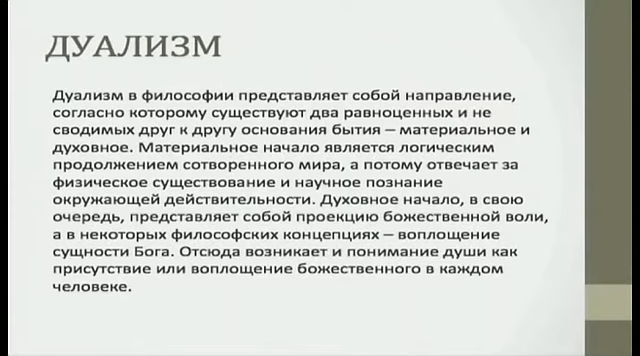 ДУАЛИЗМ
Дуализм в философии представляет собой направление,
согласно которому существуют два равноценных и не
сводимых друг к другу основания бытия – материальное и
духовное. Материальное начало является логическим
продолжением сотворенного мира, а потому отвечает за
физическое существование и научное познание
окружающей действительности. Духовное начало, в свою
очередь, представляет собой проекцию божественной воли,
а в некоторых философских концепциях – воплощение
сущности Бога. Отсюда возникает и понимание души как
присутствие или воплощение божественного в каждом
человеке.